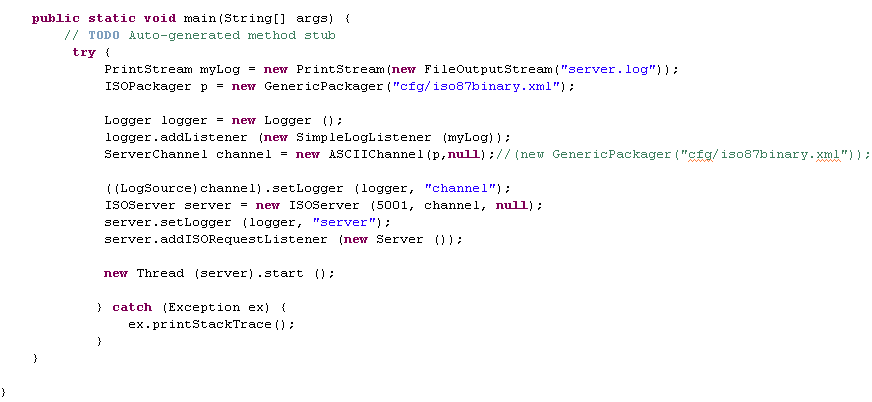 public static void main(String[] args) {
// TODO Auto-generated method stub
try {
PrintStream myLog = new PrintStream(new FileOutputStream("server.log"));
ISOPackager p = new GenericPackager("cfg/iso87binary.xml");
Logger logger = new Logger ();
logger.addListener (new SimpleLogListener (myLog));
ServerChannel channel = new ASCIIChannel(p,null);//(new GenericPackager("cfg/iso87binary.xml"));
((LogSource)channel).setLogger (logger, "channel");
ISOServer server = new ISOServer (5001, channel, null);
server.setLogger (logger, "server");
server.addISORequestListener (new Server ());
new Thread (server).start ();
} catch (Exception ex) {
ex.printStackTrace();
}
}
}